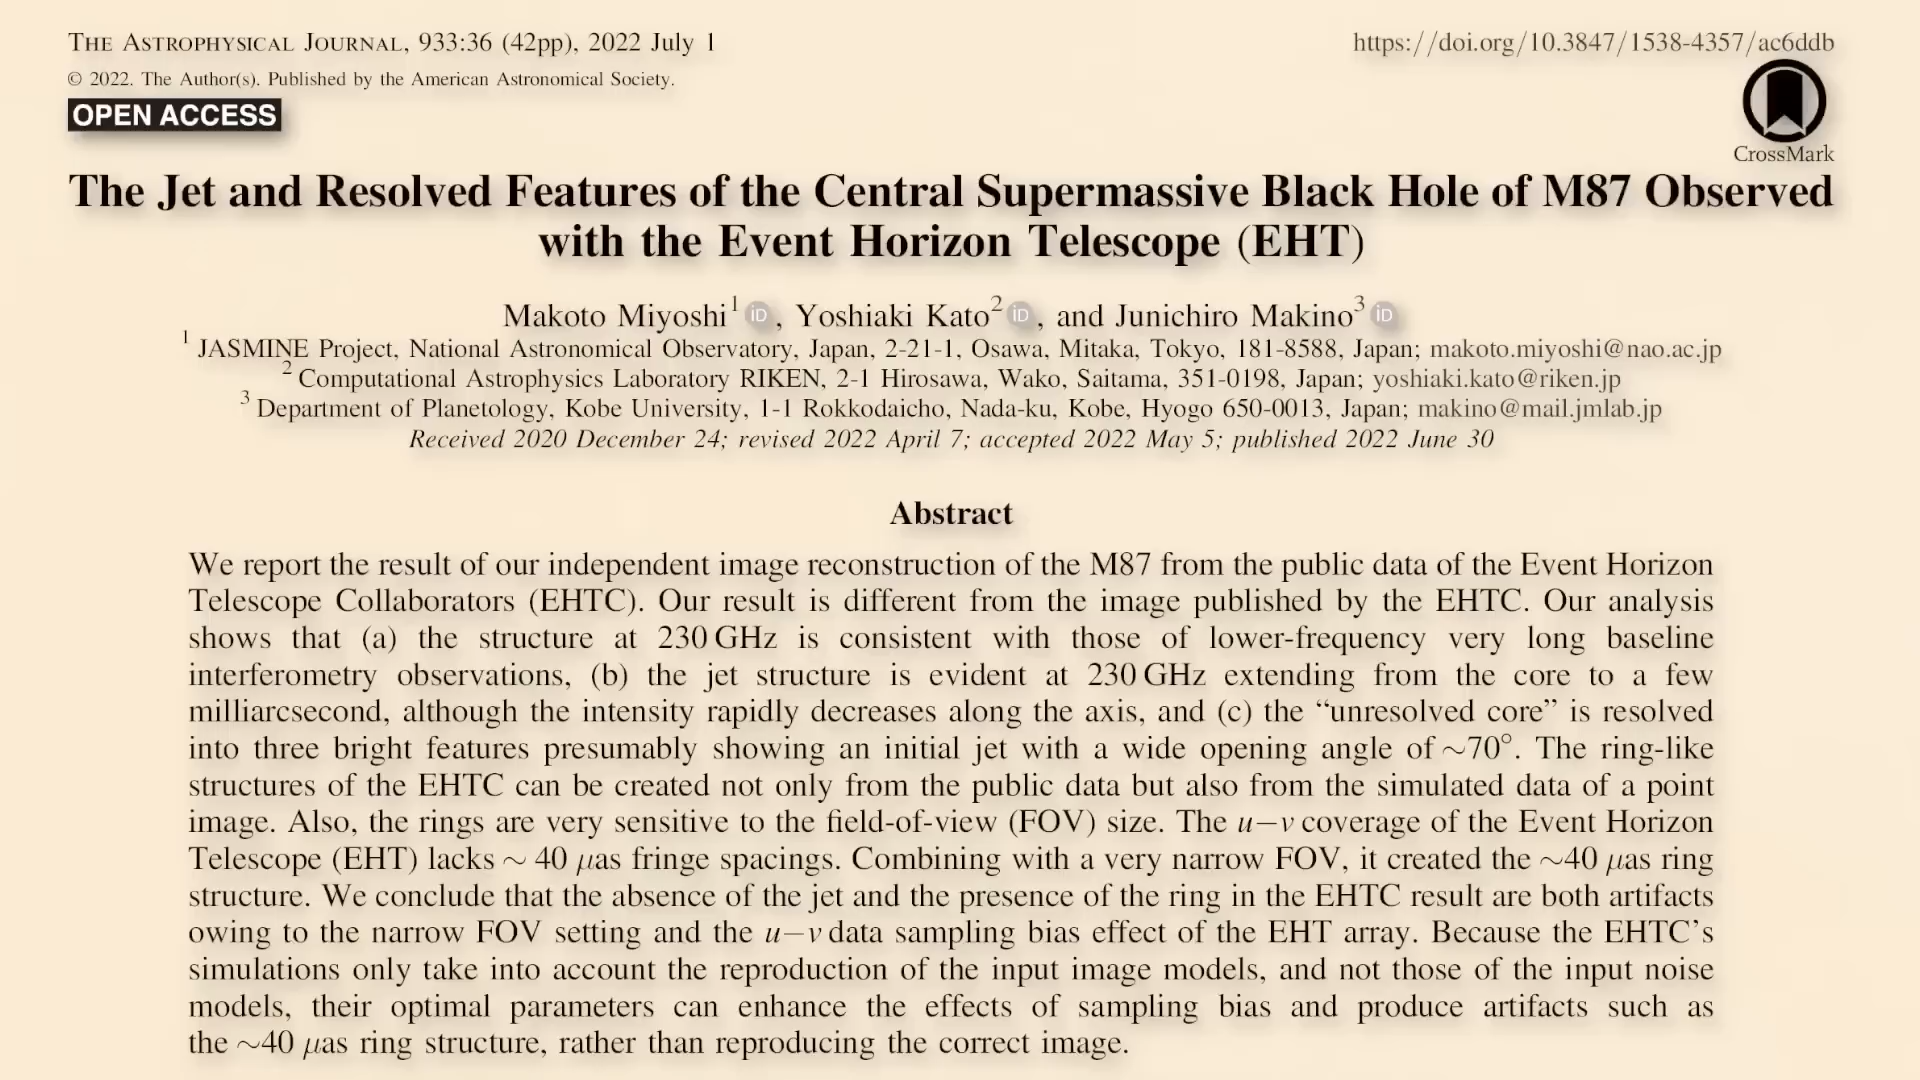 THE ASTROPHYSICAL JOURNAL, 933:36 (42pp), 2022 July 1
https://doi.org/10.3847/1538-4357/ac6ddb
© 2022. The Author(s). Published by the American Astronomical Society.
OPEN ACCESS
CrossMark
The Jet and Resolved Features of the Central Supermassive Black Hole of M87 Observed
with the Event Horizon Telescope (EHT)
Makoto Miyoshi1 iD, Yoshiaki Kato2 iD, and Junichiro Makino3 iD
1 JASMINE Project, National Astronomical Observatory, Japan, 2-21-1, Osawa, Mitaka, Tokyo, 181-8588, Japan; makoto.miyoshi@nao.ac.jp
2 Computational Astrophysics Laboratory RIKEN, 2-1 Hirosawa, Wako, Saitama, 351-0198, Japan; yoshiaki.kato@riken.jp
3 Department of Planetology, Kobe University, 1-1 Rokkodaicho, Nada-ku, Kobe, Hyogo 650-0013, Japan; makino@mail.jmlab.jp
Received 2020 December 24; revised 2022 April 7; accepted 2022 May 5; published 2022 June 30
Abstract
We report the result of our independent image reconstruction of the M87 from the public data of the Event Horizon
Telescope Collaborators (EHTC). Our result is different from the image published by the EHTC. Our analysis
shows that (a) the structure at 230 GHz is consistent with those of lower-frequency very long baseline
interferometry observations, (b) the jet structure is evident at 230 GHz extending from the core to a few
milliarcsecond, although the intensity rapidly decreases along the axis, and (c) the “unresolved core” is resolved
into three bright features presumably showing an initial jet with a wide opening angle of ∼70°. The ring-like
structures of the EHTC can be created not only from the public data but also from the simulated data of a point
image. Also, the rings are very sensitive to the field-of-view (FOV) size. The u−v coverage of the Event Horizon
Telescope (EHT) lacks ∼ 40 μas fringe spacings. Combining with a very narrow FOV, it created the ∼40 μas ring
structure. We conclude that the absence of the jet and the presence of the ring in the EHTC result are both artifacts
owing to the narrow FOV setting and the u−v data sampling bias effect of the EHT array. Because the EHTC’s
simulations only take into account the reproduction of the input image models, and not those of the input noise
models, their optimal parameters can enhance the effects of sampling bias and produce artifacts such as
the ∼40 μas ring structure, rather than reproducing the correct image.